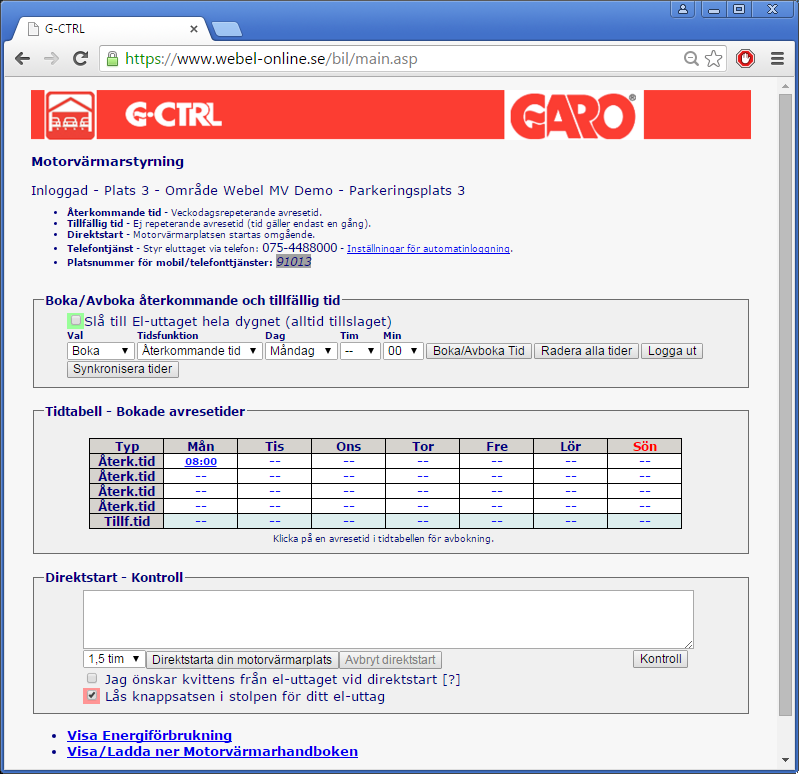 G-CTRL
https://www.webel-online.se/bil/main.asp
G-CTRL GARO®
Motorvärmarstyrning
Inloggad - Plats 3 - Område Webel MV Demo - Parkeringsplats 3
• Återkommande tid - Veckodagsrepeterande avresetid.
• Tillfällig tid - Ej repeterande avresetid (tid gäller endast en gång).
• Direktstart - Motorvärmarplatsen startas omgående.
• Telefontjänst - Styr eluttaget via telefon: 075-4488000 - Inställningar för automatinloggning.
• Platsnummer för mobil/telefonttjänster: 91013
Boka/Avboka återkommande och tillfällig tid
Slå till El-uttaget hela dygnet (alltid tillslaget)
Val Tidsfunktion Dag Tim Min
Boka Återkommande tid Måndag -- 00 Boka/Avboka Tid Radera alla tider Logga ut
Synkronisera tider
Tidtabell - Bokade avresetider
Typ Mån Tis Ons Tor Fre Lör Sön
Återk.tid 08:00 -- -- -- -- -- --
Återk.tid -- -- -- -- -- -- --
Återk.tid -- -- -- -- -- -- --
Återk.tid -- -- -- -- -- -- --
Tillf.tid -- -- -- -- -- -- --
Klicka på en avresetid i tidtabellen för avbokning.
Direktstart - Kontroll
1,5 tim Direktstarta din motorvärmarplats Avbryt direktstart Kontroll
Jag önskar kvittens från el-uttaget vid direktstart [?]
Lås knappsatsen i stolpen för ditt el-uttag
• Visa Energiförbrukning
• Visa/Ladda ner Motorvärmarhandboken